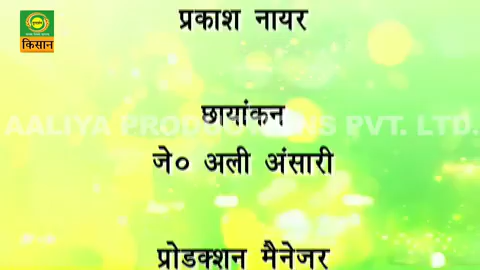 प्रकाश नायर
किसान
छायांकन
AALIYA PRODUCTIONS PVT. LTD.
जे० अली अंसारी
प्रोडक्शन मैनेजर